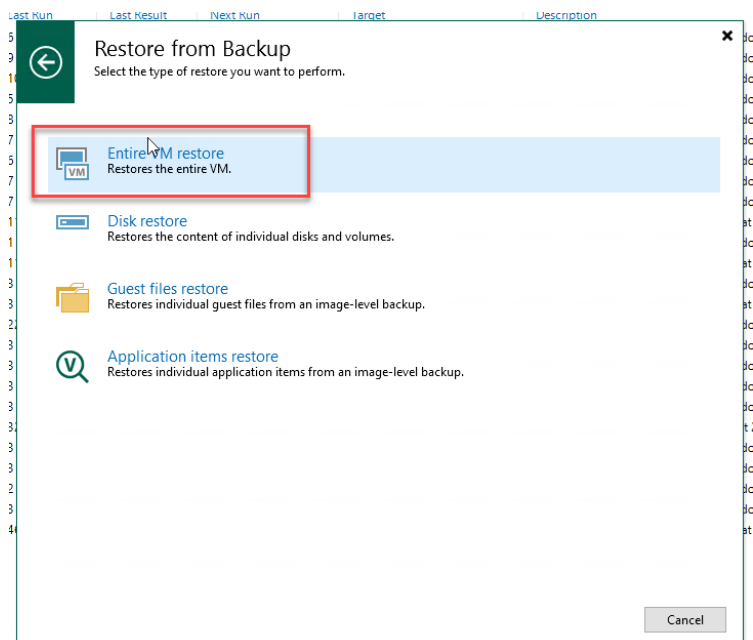 Last Run Last Result Next Run Target Description
Restore from Backup
Select the type of restore you want to perform.
Entire VM restore
Restores the entire VM.
VM
Disk restore
Restores the content of individual disks and volumes.
Guest files restore
Restores individual guest files from an image-level backup.
V
Application items restore
Restores individual application items from an image-level backup.
Cancel